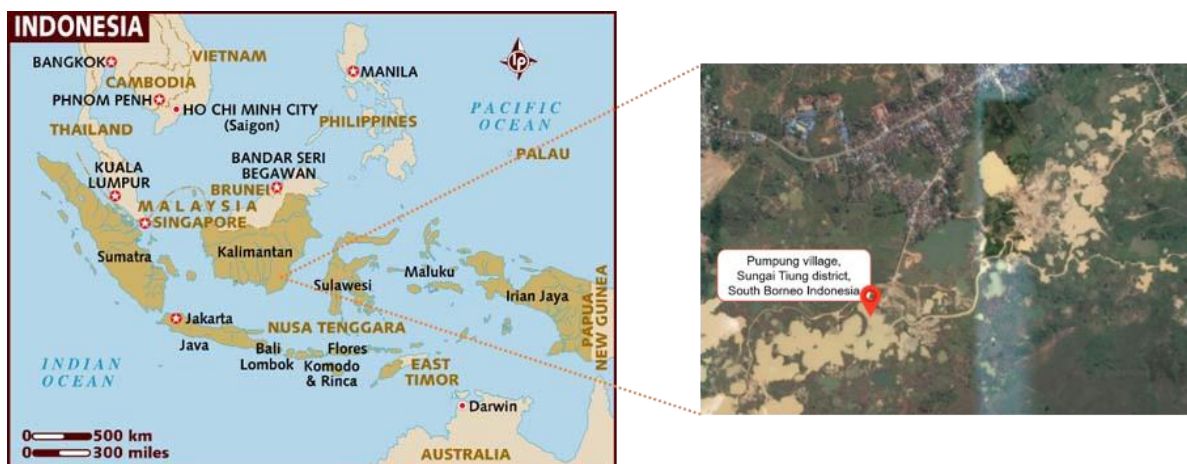 INDONESIA
VIETNAM
BANGKOK
CAMBODIA
MANILA
PHNOM PENH
HO CHI MINH CITY
(Saigon)
THAILAND
PHILIPPINES
PACIFIC
OCEAN
PALAU
KUALA
LUMPUR
BANDAR SERI
BEGAWAN
BRUNEI
MALAYSIA
SINGAPORE
Sumatra
Kalimantan
Sulawesi
Maluku
Irian Jaya
PAPUA
NEW GUINEA
Jakarta
Java
NUSA TENGGARA
Bali
Lombok
Flores
Komodo
& Rinca
EAST
TIMOR
INDIAN
OCEAN
Darwin
AUSTRALIA
0 500 km
0 300 miles
lp
Pumpung village,
Sungai Tiung district,
South Borneo Indonesia